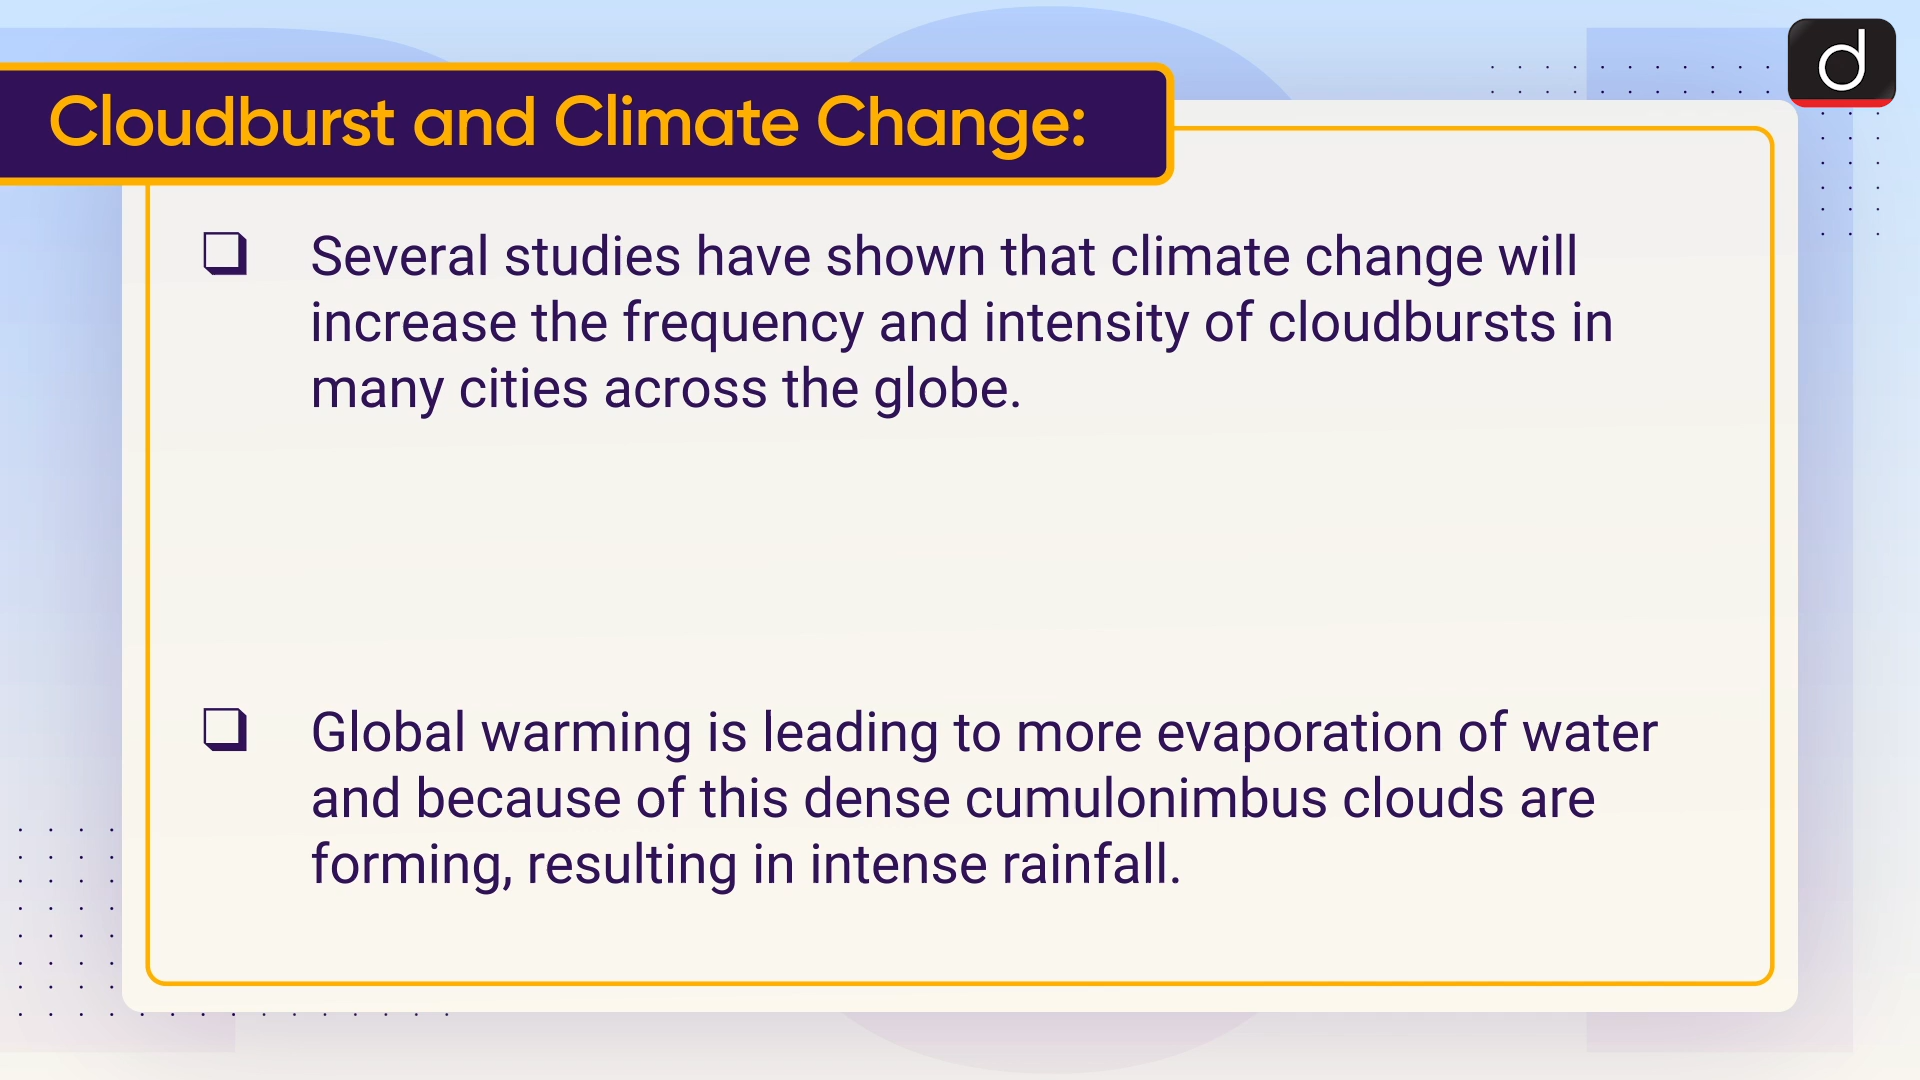 d
Cloudburst and Climate Change:
❑ Several studies have shown that climate change will
increase the frequency and intensity of cloudbursts in
many cities across the globe.
❑ Global warming is leading to more evaporation of water
and because of this dense cumulonimbus clouds are
forming, resulting in intense rainfall.